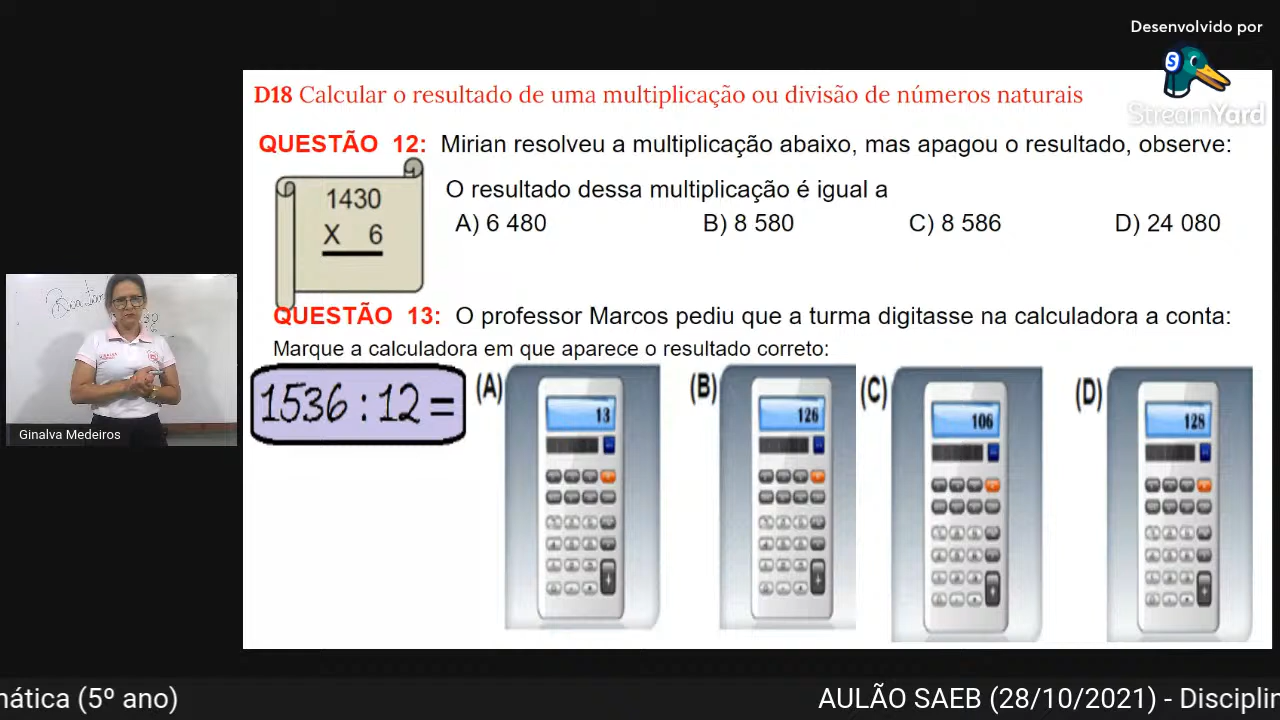 Desenvolvido por
StreamYard
D18 Calcular o resultado de uma multiplicação ou divisão de números naturais
QUESTÃO 12: Mirian resolveu a multiplicação abaixo, mas apagou o resultado, observe:
1430
X 6
O resultado dessa multiplicação é igual a
A) 6 480 B) 8 580 C) 8 586 D) 24 080
QUESTÃO 13: O professor Marcos pediu que a turma digitasse na calculadora a conta:
Marque a calculadora em que aparece o resultado correto:
1536 : 12 =
(A) (B) (C) (D)
13 126 106 128
Ginalva Medeiros
mática (5º ano)
AULÃO SAEB (28/10/2021) - Disciplin